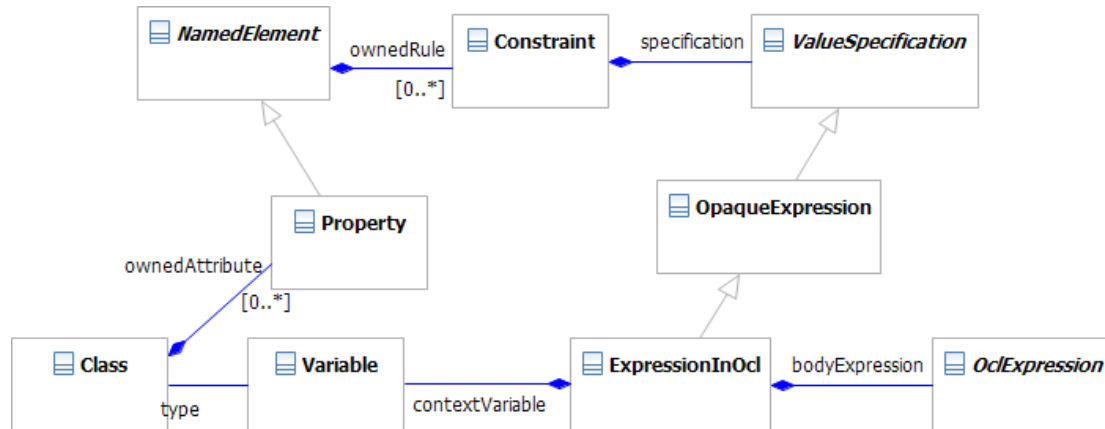 NamedElement
ownedRule
[0..*]
Constraint
specification
ValueSpecification
OpaqueExpression
Property
ownedAttribute
[0..*]
Class
type
Variable
contextVariable
ExpressionInOcl
bodyExpression
OclExpression